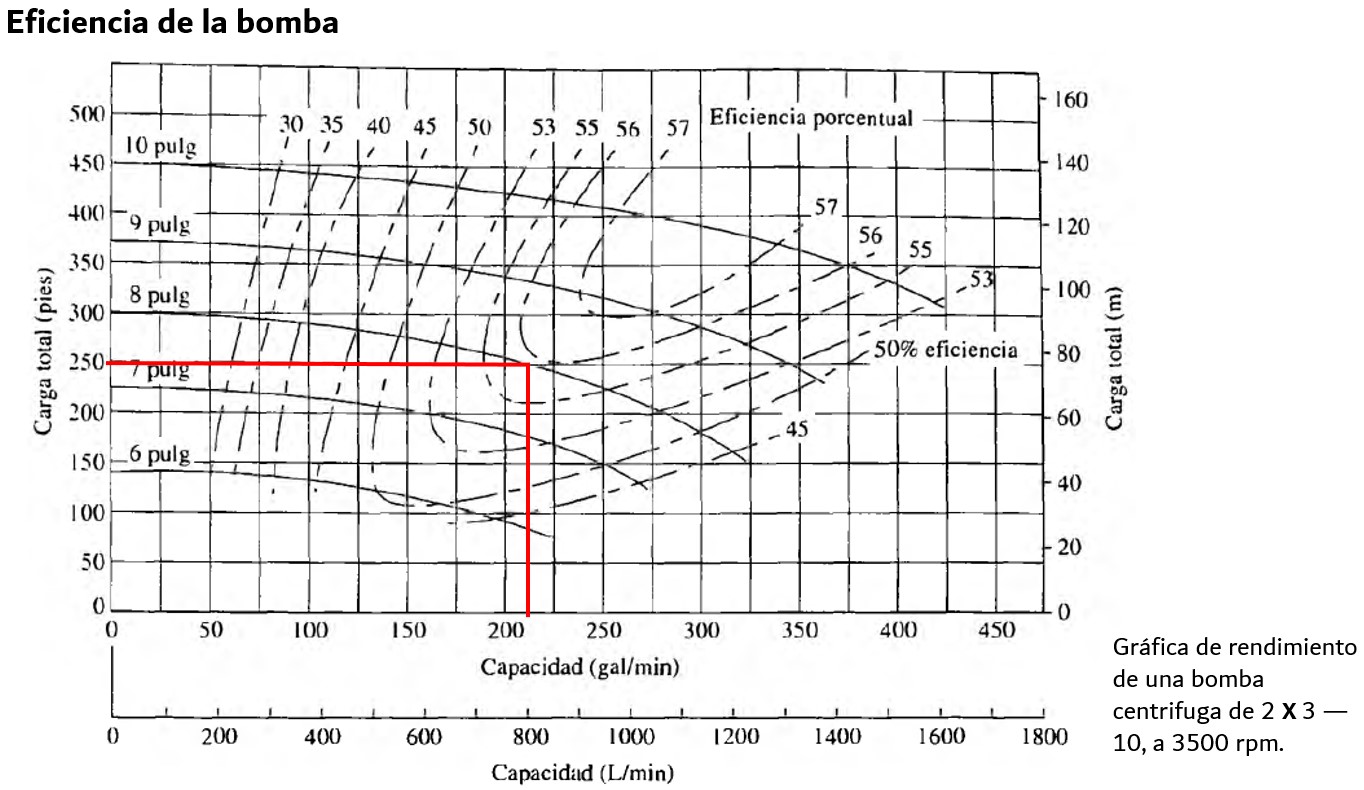 Eficiencia de la bomba
500
450
400
350
300
250
200
150
100
50
0
Carga total (pies)
10 pulg
9 pulg
8 pulg
7 pulg
6 pulg
30 35 40 45 50 53 55 56 57
Eficiencia porcentual
57
56
55
53
50% eficiencia
45
160
140
120
100
80
60
40
20
0
Carga total (m)
0 50 100 150 200 250 300 350 400 450
Capacidad (gal/min)
0 200 400 600 800 1000 1200 1400 1600 1800
Capacidad (L/min)
Gráfica de rendimiento
de una bomba
centrifuga de 2 X 3 —
10, a 3500 rpm.